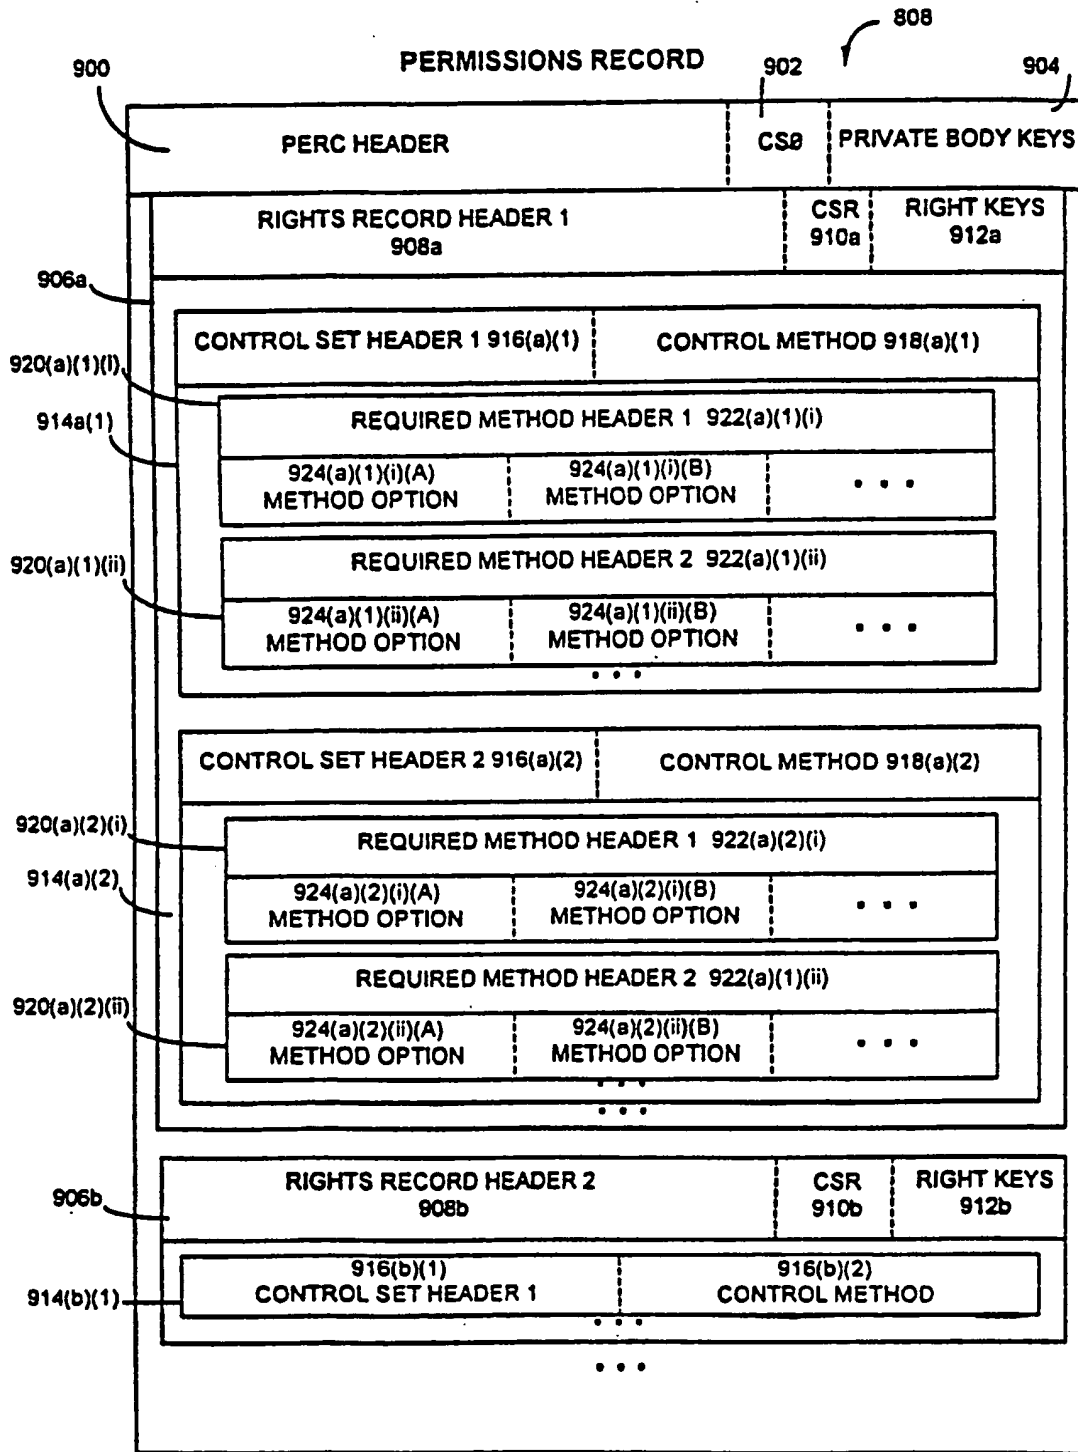 808
PERMISSIONS RECORD
900
902
904
PERC HEADER
CS0
PRIVATE BODY KEYS
RIGHTS RECORD HEADER 1
908a
CSR
910a
RIGHT KEYS
912a
906a
CONTROL SET HEADER 1 916(a)(1)
CONTROL METHOD 918(a)(1)
920(a)(1)(i)
REQUIRED METHOD HEADER 1 922(a)(1)(i)
914a(1)
924(a)(1)(i)(A)
METHOD OPTION
924(a)(1)(i)(B)
METHOD OPTION
• • •
REQUIRED METHOD HEADER 2 922(a)(1)(ii)
920(a)(1)(ii)
924(a)(1)(ii)(A)
METHOD OPTION
924(a)(1)(ii)(B)
METHOD OPTION
• • •
• • •
CONTROL SET HEADER 2 916(a)(2)
CONTROL METHOD 918(a)(2)
920(a)(2)(i)
REQUIRED METHOD HEADER 1 922(a)(2)(i)
914(a)(2)
924(a)(2)(i)(A)
METHOD OPTION
924(a)(2)(i)(B)
METHOD OPTION
• • •
REQUIRED METHOD HEADER 2 922(a)(1)(ii)
920(a)(2)(ii)
924(a)(2)(ii)(A)
METHOD OPTION
924(a)(2)(ii)(B)
METHOD OPTION
• • •
• • •
• • •
RIGHTS RECORD HEADER 2
908b
CSR
910b
RIGHT KEYS
912b
906b
914(b)(1)
916(b)(1)
CONTROL SET HEADER 1
916(b)(2)
CONTROL METHOD
• • •
• • •